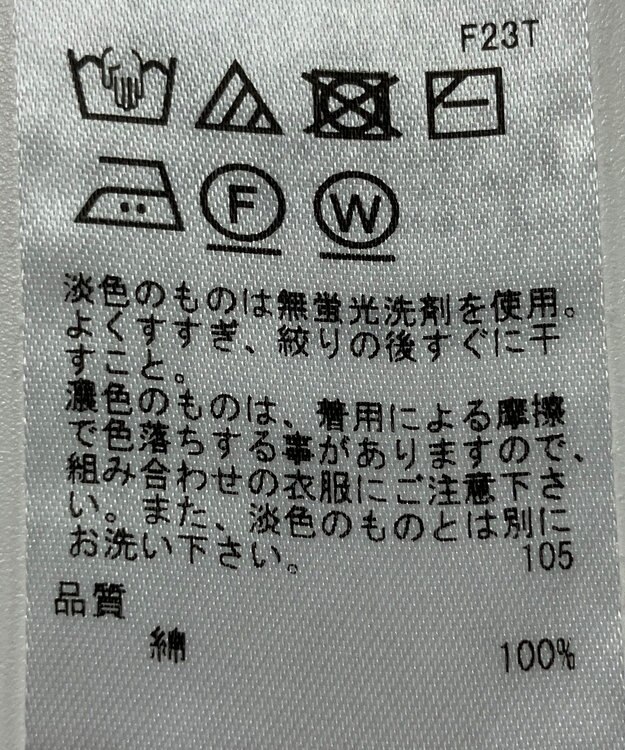 F23T
F
W
淡色のものは無蛍光洗剤を使用。
よくすすぎ、絞りの後すぐに干
すこと。
濃色のものは、着用による摩擦
で色落ちする事がありますので、
組み合わせの衣服にご注意下さ
い。また、淡色のものとは別に
お洗い下さい。
105
品質
綿 100%